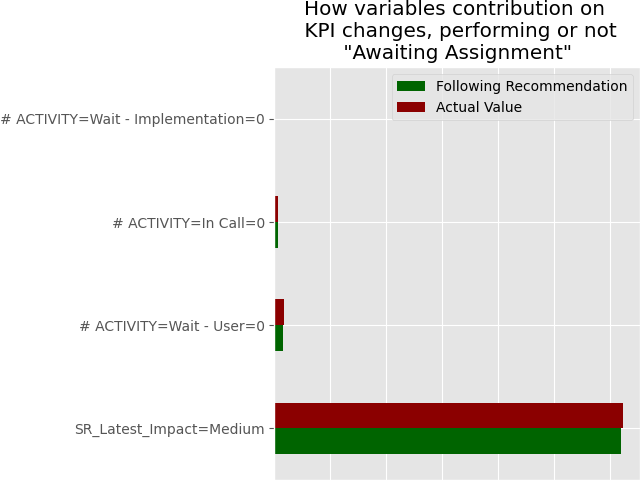 How variables contribution on
KPI changes, performing or not
"Awaiting Assignment"
Following Recommendation
Actual Value
# ACTIVITY=Wait - Implementation=0
# ACTIVITY=In Call=0
# ACTIVITY=Wait - User=0
SR_Latest_Impact=Medium